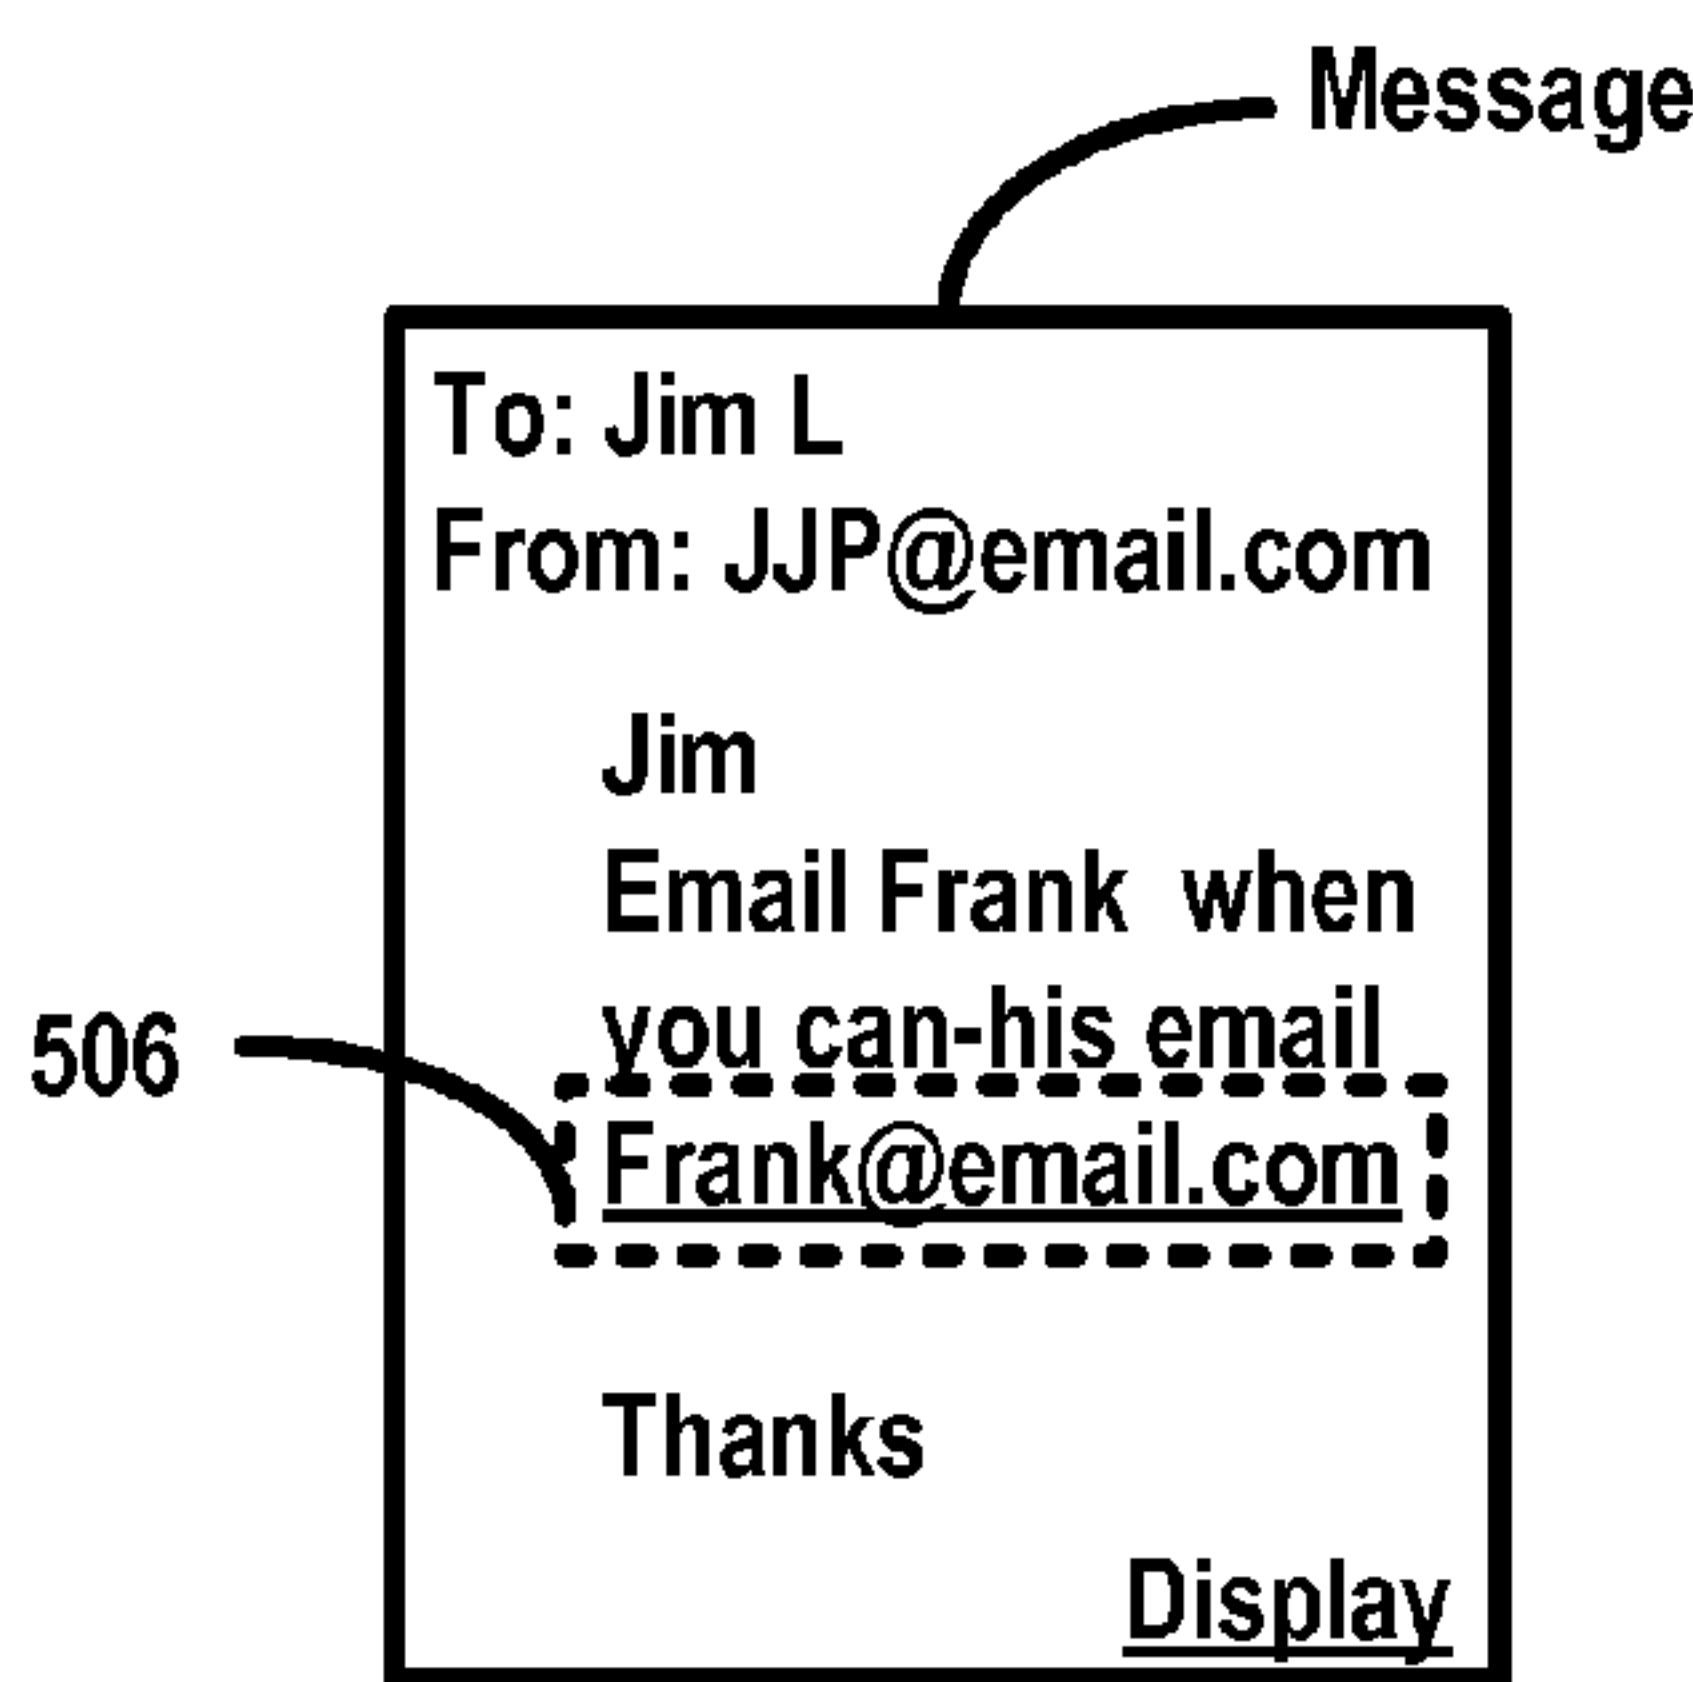 Message
To: Jim L
From: JJP@email.com
Jim
Email Frank when
you can-his email
506
Frank@email.com
Thanks
Display